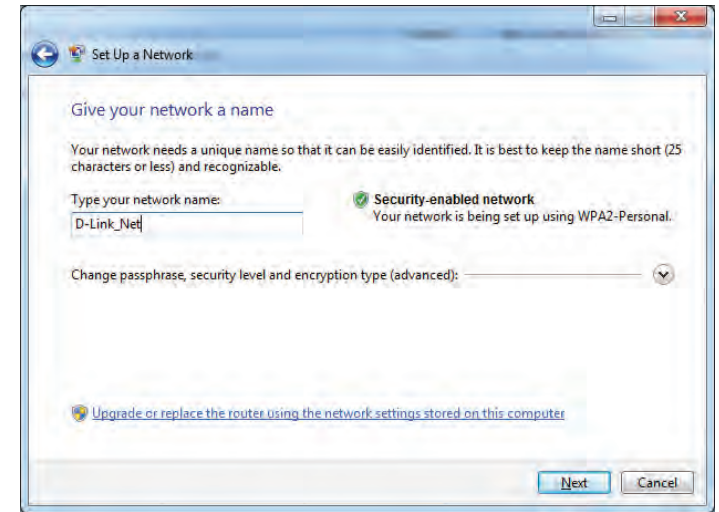 Set Up a Network
Give your network a name
Your network needs a unique name so that it can be easily identified. It is best to keep the name short (25
characters or less) and recognizable.
Type your network name:
D-Link_Net
Security-enabled network
Your network is being set up using WPA2-Personal.
Change passphrase, security level and encryption type (advanced):
Upgrade or replace the router using the network settings stored on this computer
Next
Cancel